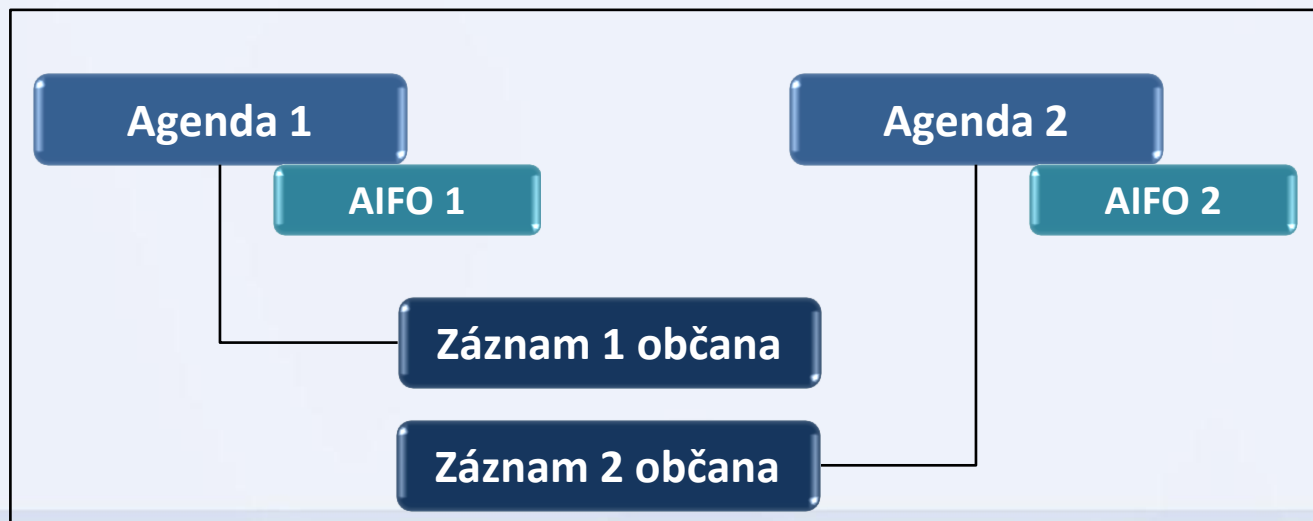 Agenda 1
Agenda 2
AIFO 1
AIFO 2
Záznam 1 občana
Záznam 2 občana